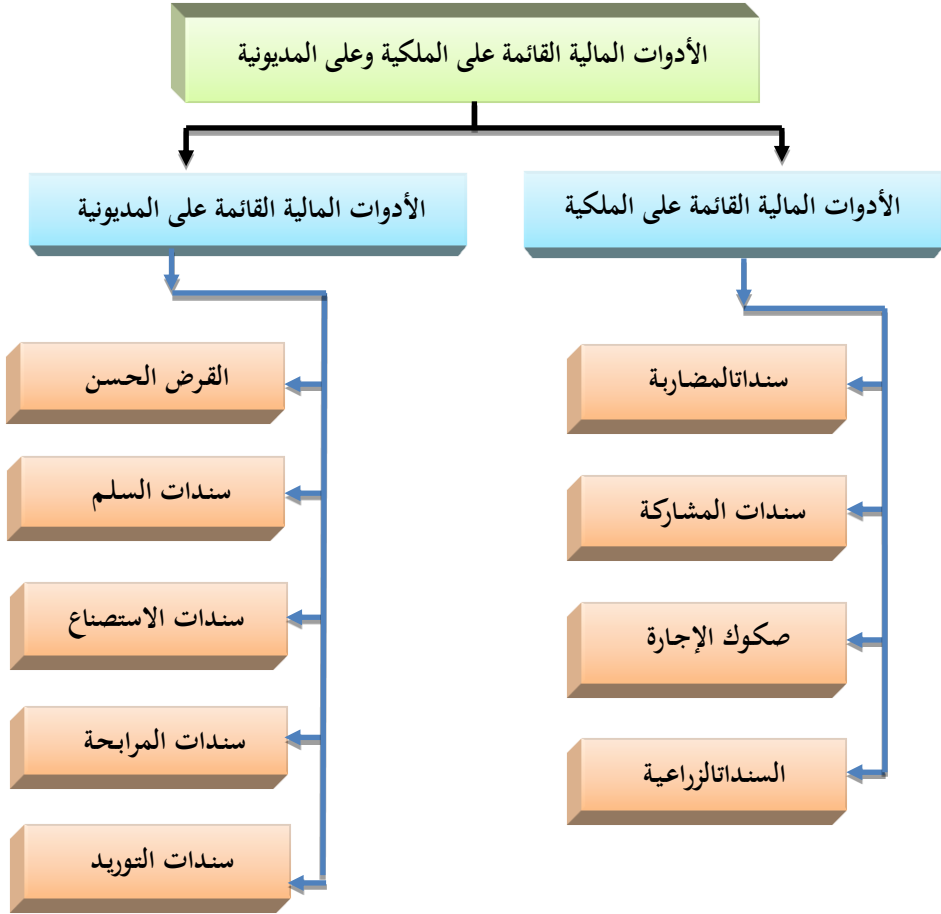 الأدوات المالية القائمة على الملكية وعلى المديونية
الأدوات المالية القائمة على الملكية
الأدوات المالية القائمة على المديونية
سنداتالمضاربة
سندات المشاركة
صكوك الإجارة
السنداتالزراعية
القرض الحسن
سندات السلم
سندات الاستصناع
سندات المرابحة
سندات التوريد